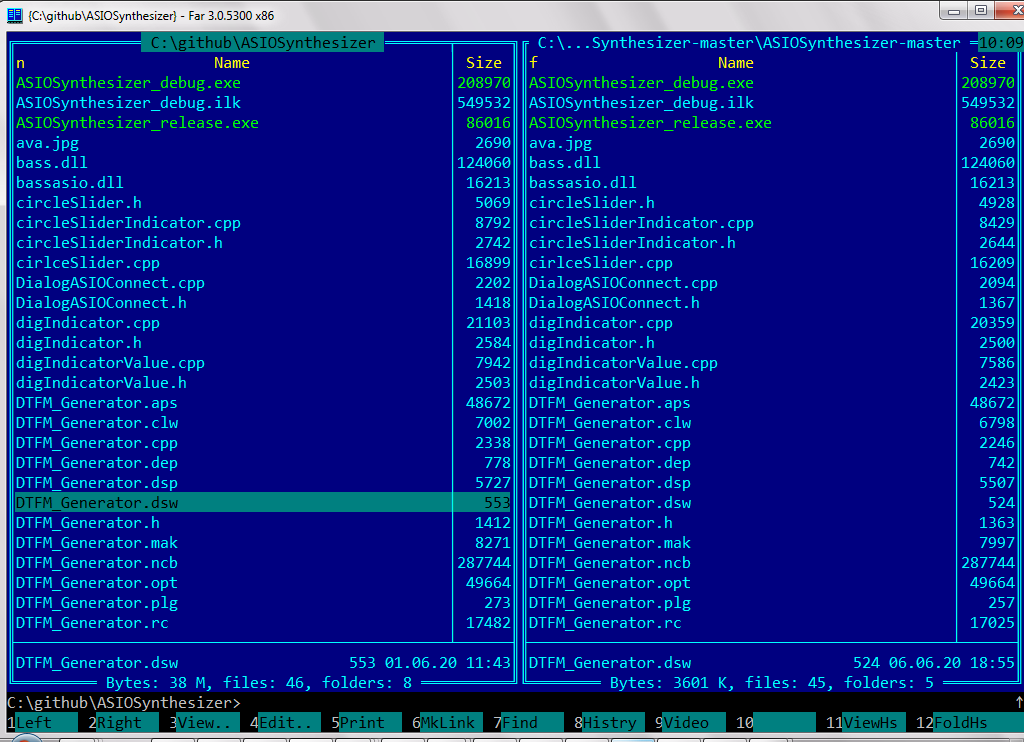 {C:\github\ASIOSynthesizer} - Far 3.0.5300 x86
C:\github\ASIOSynthesizer
n Name Size
ASIOSynthesizer_debug.exe 208970
ASIOSynthesizer_debug.ilk 549532
ASIOSynthesizer_release.exe 86016
ava.jpg 2690
bass.dll 124060
bassasio.dll 16213
circleSlider.h 5069
circleSliderIndicator.cpp 8792
circleSliderIndicator.h 2742
cirlceSlider.cpp 16899
DialogASIOConnect.cpp 2202
DialogASIOConnect.h 1418
digIndicator.cpp 21103
digIndicator.h 2584
digIndicatorValue.cpp 7942
digIndicatorValue.h 2503
DTFM_Generator.aps 48672
DTFM_Generator.clw 7002
DTFM_Generator.cpp 2338
DTFM_Generator.dep 778
DTFM_Generator.dsp 5727
DTFM_Generator.dsw 553
DTFM_Generator.h 1412
DTFM_Generator.mak 8271
DTFM_Generator.ncb 287744
DTFM_Generator.opt 49664
DTFM_Generator.plg 273
DTFM_Generator.rc 17482
DTFM_Generator.dsw 553 01.06.20 11:43
Bytes: 38 M, files: 46, folders: 8
C:\...Synthesizer-master\ASIOSynthesizer-master 10:09
f Name Size
ASIOSynthesizer_debug.exe 208970
ASIOSynthesizer_debug.ilk 549532
ASIOSynthesizer_release.exe 86016
ava.jpg 2690
bass.dll 124060
bassasio.dll 16213
circleSlider.h 4928
circleSliderIndicator.cpp 8429
circleSliderIndicator.h 2644
cirlceSlider.cpp 16209
DialogASIOConnect.cpp 2094
DialogASIOConnect.h 1367
digIndicator.cpp 20359
digIndicator.h 2500
digIndicatorValue.cpp 7586
digIndicatorValue.h 2423
DTFM_Generator.aps 48672
DTFM_Generator.clw 6798
DTFM_Generator.cpp 2246
DTFM_Generator.dep 742
DTFM_Generator.dsp 5507
DTFM_Generator.dsw 524
DTFM_Generator.h 1363
DTFM_Generator.mak 7997
DTFM_Generator.ncb 287744
DTFM_Generator.opt 49664
DTFM_Generator.plg 257
DTFM_Generator.rc 17025
DTFM_Generator.dsw 524 06.06.20 18:55
Bytes: 3601 K, files: 45, folders: 5
C:\github\ASIOSynthesizer>
1Left 2Right 3View.. 4Edit.. 5Print 6MkLink 7Find 8Histry 9Video 10 11ViewHs 12FoldHs